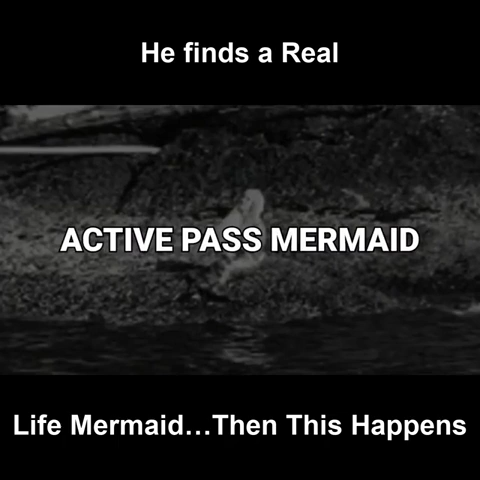 He finds a Real
ACTIVE PASS MERMAID
Life Mermaid...Then This Happens